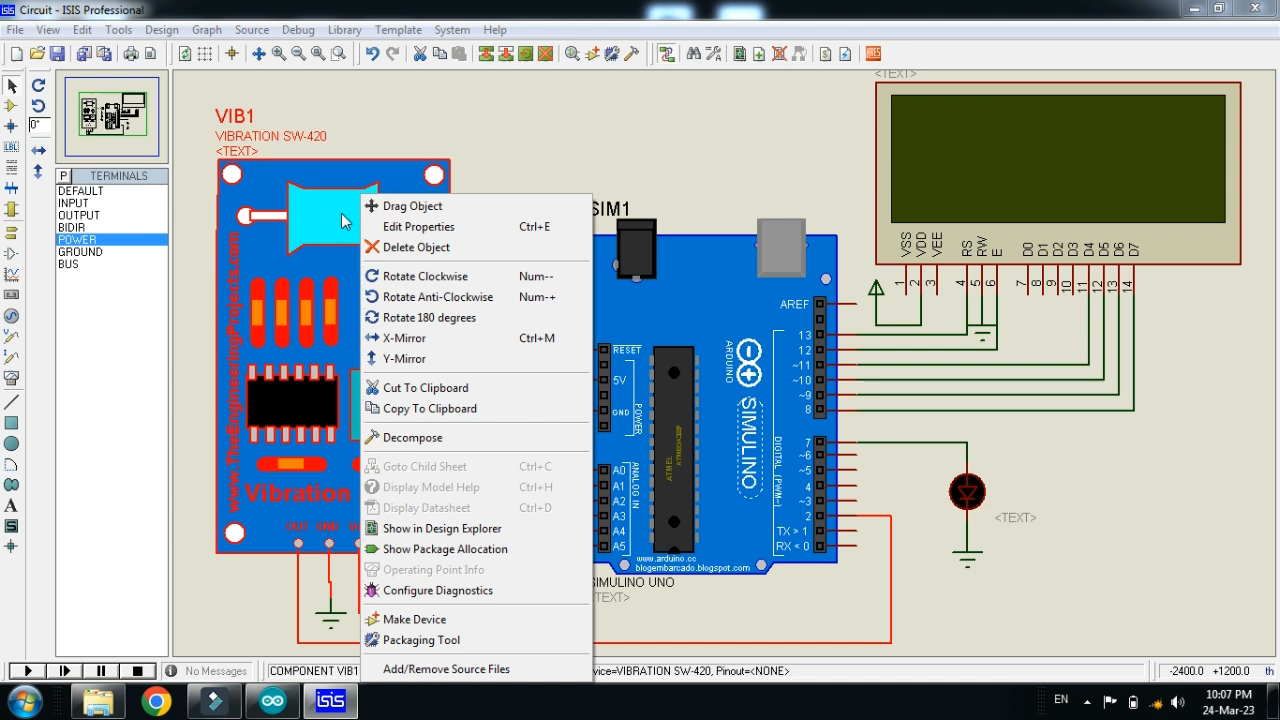 Circuit - ISIS Professional
File View Edit Tools Design Graph Source Debug Library Template System Help
0°
LBL
A
P TERMINALS
DEFAULT
INPUT
OUTPUT
BIDIR
POWER
GROUND
BUS
VIB1
VIBRATION SW-420
<TEXT>
www.TheEngineeringProjects.com
Vibration
OUT GND
Drag Object
Edit Properties Ctrl+E
Delete Object
Rotate Clockwise Num--
Rotate Anti-Clockwise Num-+
Rotate 180 degrees
X-Mirror Ctrl+M
Y-Mirror
Cut To Clipboard
Copy To Clipboard
Decompose
Goto Child Sheet Ctrl+C
Display Model Help Ctrl+H
Display Datasheet Ctrl+D
Show in Design Explorer
Show Package Allocation
Operating Point Info
Configure Diagnostics
Make Device
Packaging Tool
Add/Remove Source Files
SIM1
AREF
RESET
5V
GND
POWER
A0
A1
A2
A3
A4
A5
ANALOG IN
ATMEL
ARDUINO
SIMULINO
DIGITAL (PWM~)
13
12
~11
~10
~9
8
7
~6
~5
4
~3
2
TX > 1
RX < 0
www.arduino.cc
blogembarcado.blogspot.com
SIMULINO UNO
<TEXT>
<TEXT>
VSS VDD VEE RS RW E D0 D1 D2 D3 D4 D5 D6 D7
1 2 3 4 5 6 7 8 9 10 11 12 13 14
<TEXT>
No Messages
COMPONENT VIB1
vice=VIBRATION SW-420, Pinout=<NONE>
-2400.0 +1200.0 th
isis
EN
10:07 PM
24-Mar-23